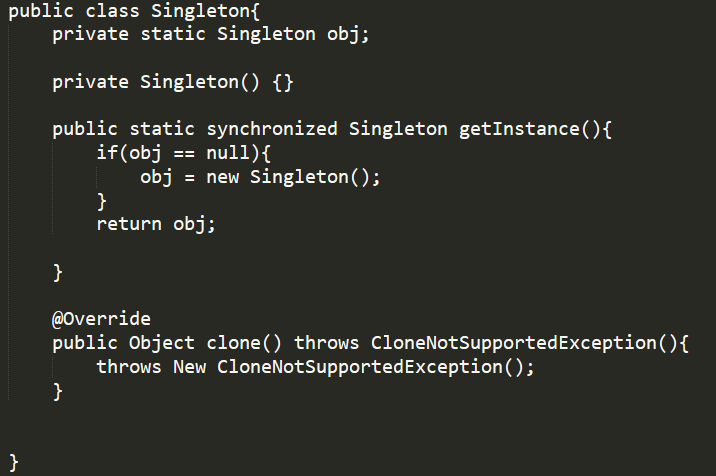 public class Singleton{
    private static Singleton obj;
    private Singleton() {}
    public static synchronized Singleton getInstance(){
        if(obj == null){
            obj = new Singleton();
        }
        return obj;
    }
    @Override
    public Object clone() throws CloneNotSupportedException(){
        throws New CloneNotSupportedException();
    }
}